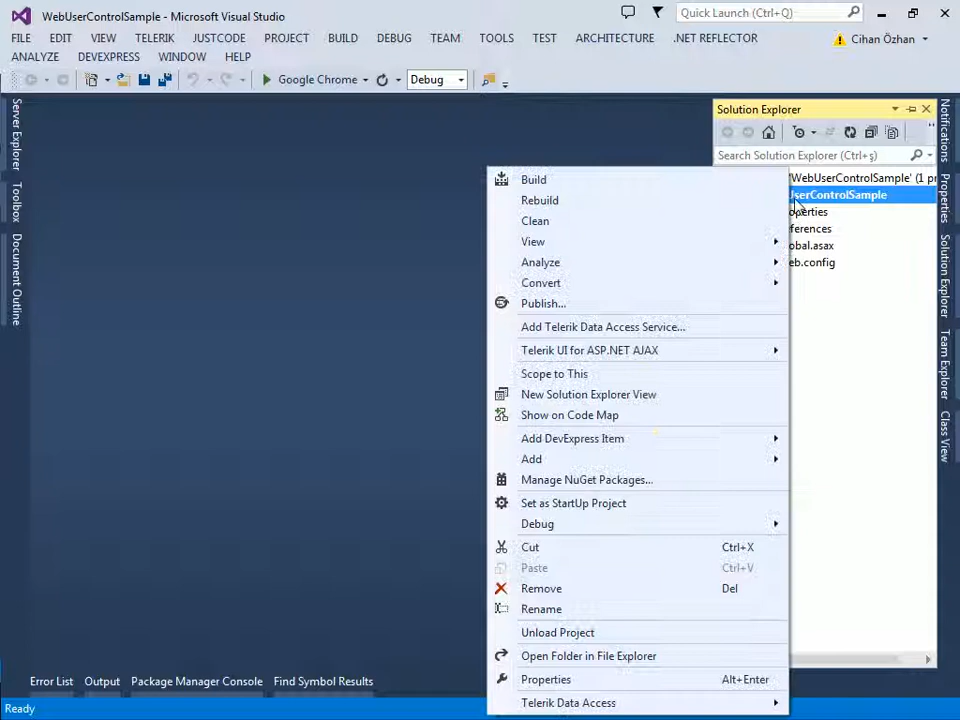 WebUserControlSample - Microsoft Visual Studio
Quick Launch (Ctrl+Q)
FILE EDIT VIEW TELERIK JUSTCODE PROJECT BUILD DEBUG TEAM TOOLS TEST ARCHITECTURE .NET REFLECTOR
Cihan Özhan
ANALYZE DEVEXPRESS WINDOW HELP
Google Chrome
Debug
Server Explorer
Toolbox
Document Outline
Solution Explorer
Search Solution Explorer (Ctrl+ş)
'WebUserControlSample' (1 pr
UserControlSample
operties
ferences
obal.asax
eb.config
Notifications
Properties
Solution Explorer
Team Explorer
Class View
Build
Rebuild
Clean
View
Analyze
Convert
Publish...
Add Telerik Data Access Service...
Telerik UI for ASP.NET AJAX
Scope to This
New Solution Explorer View
Show on Code Map
Add DevExpress Item
Add
Manage NuGet Packages...
Set as StartUp Project
Debug
Cut Ctrl+X
Paste Ctrl+V
Remove Del
Rename
Unload Project
Open Folder in File Explorer
Properties Alt+Enter
Telerik Data Access
Error List Output Package Manager Console Find Symbol Results
Ready